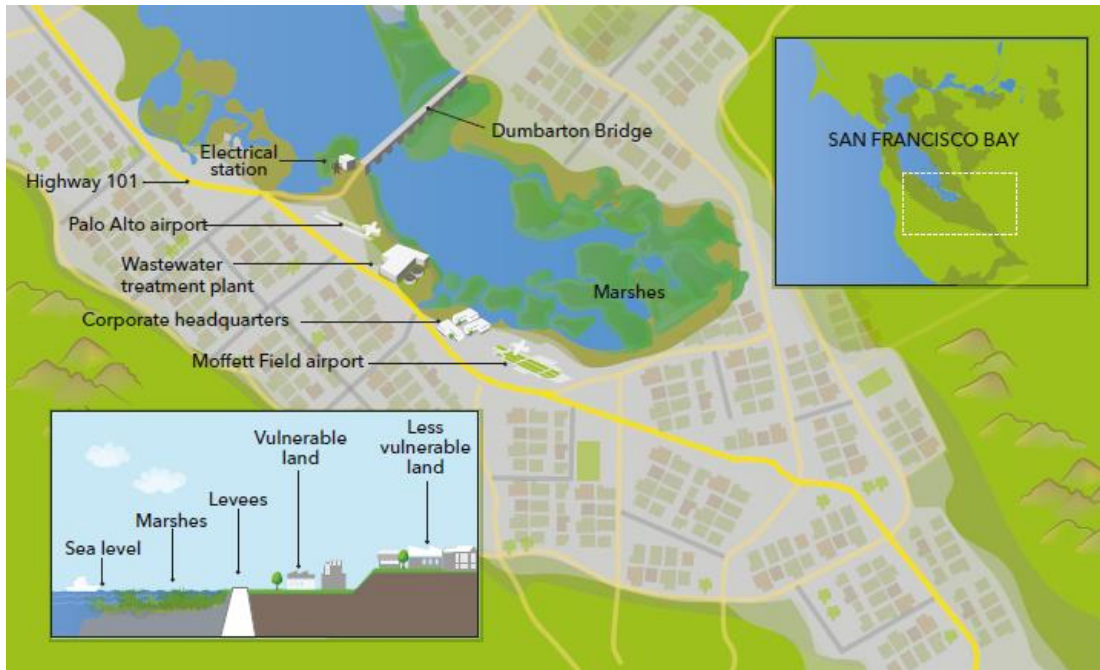 Dumbarton Bridge
Electrical
station
Highway 101
Palo Alto airport
Wastewater
treatment plant
Corporate headquarters
Moffett Field airport
Marshes
SAN FRANCISCO BAY
Sea level
Marshes
Levees
Vulnerable
land
Less
vulnerable
land